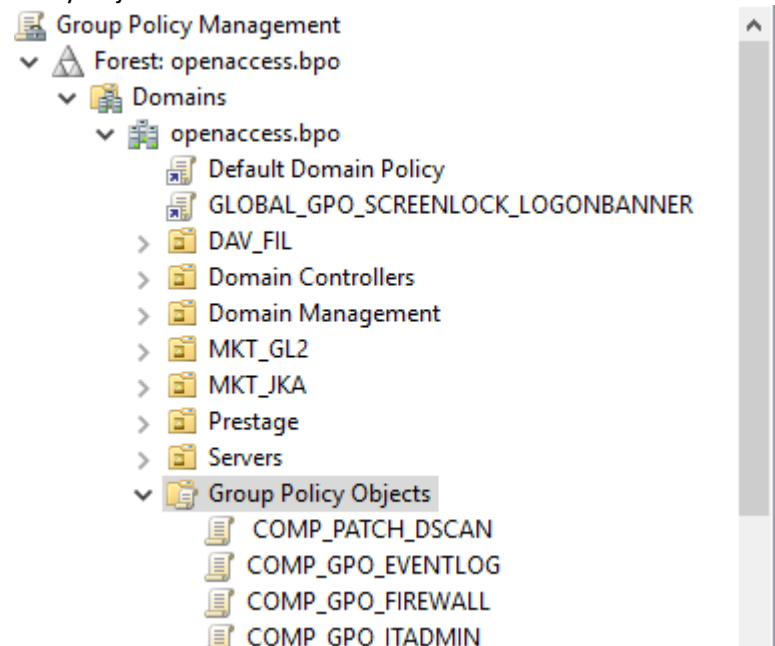 Group Policy Management
Forest: openaccess.bpo
Domains
openaccess.bpo
Default Domain Policy
GLOBAL_GPO_SCREENLOCK_LOGONBANNER
DAV_FIL
Domain Controllers
Domain Management
MKT_GL2
MKT_JKA
Prestage
Servers
Group Policy Objects
COMP_PATCH_DSCAN
COMP_GPO_EVENTLOG
COMP_GPO_FIREWALL
COMP_GPO_ITADMIN